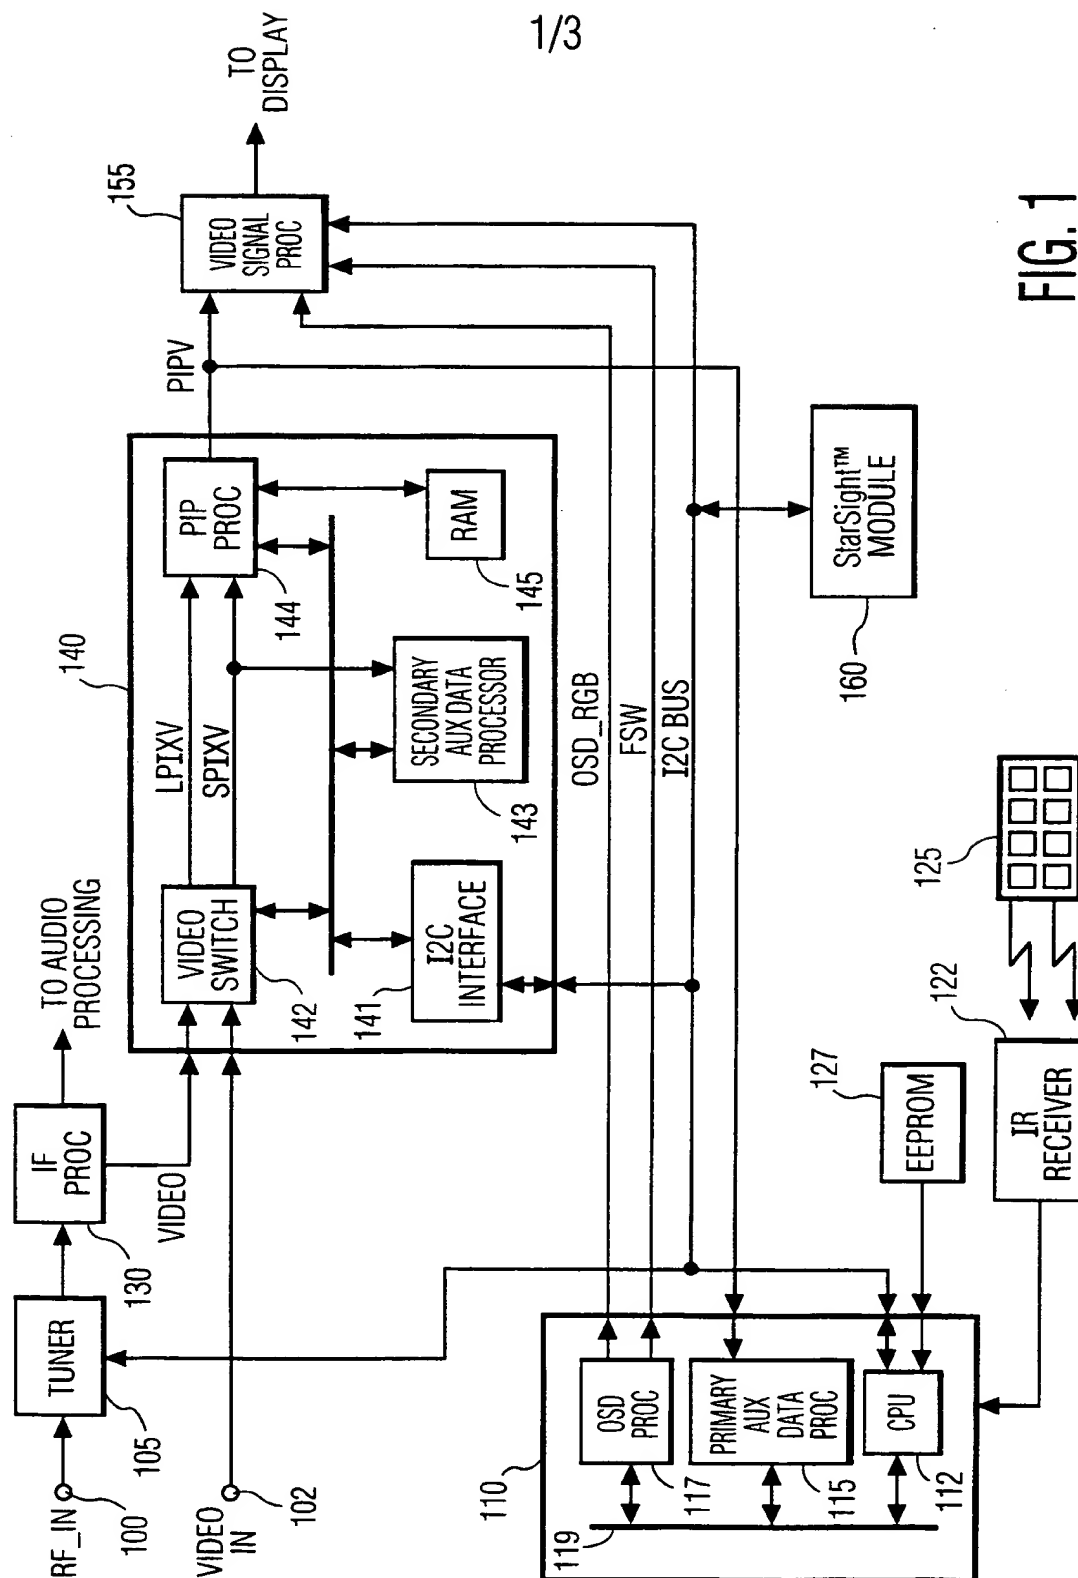 1/3
RF_IN
100
TUNER
105
IF
PROC
130
TO AUDIO
PROCESSING
VIDEO
VIDEO
IN
102
140
VIDEO
SWITCH
142
LPIXV
SPIXV
PIP
PROC
144
RAM
145
SECONDARY
AUX DATA
PROCESSOR
143
I2C
INTERFACE
141
PIPV
VIDEO
SIGNAL
PROC
155
TO
DISPLAY
OSD_RGB
FSW
I2C BUS
StarSight™
MODULE
160
110
OSD
PROC
117
PRIMARY
AUX
DATA
PROC
115
CPU
112
119
EEPROM
127
IR
RECEIVER
122
125
FIG. 1